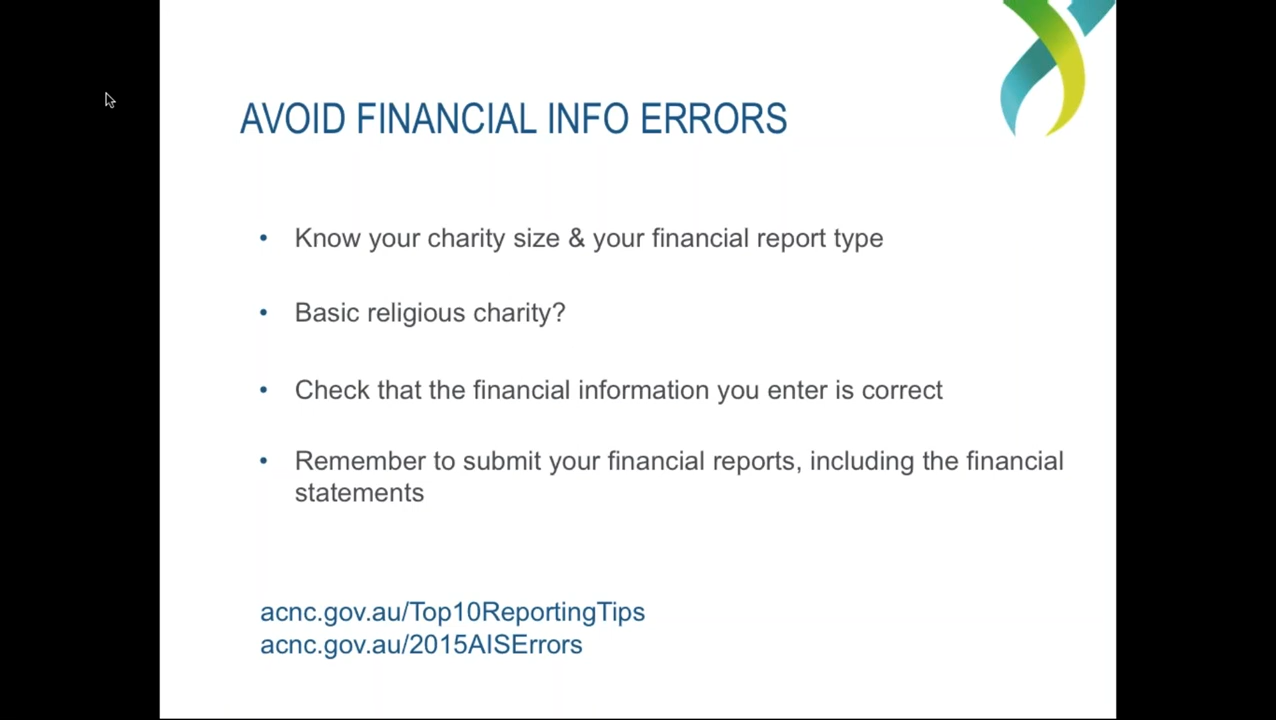 AVOID FINANCIAL INFO ERRORS
• Know your charity size & your financial report type
• Basic religious charity?
• Check that the financial information you enter is correct
• Remember to submit your financial reports, including the financial
statements
acnc.gov.au/Top10ReportingTips
acnc.gov.au/2015AISErrors